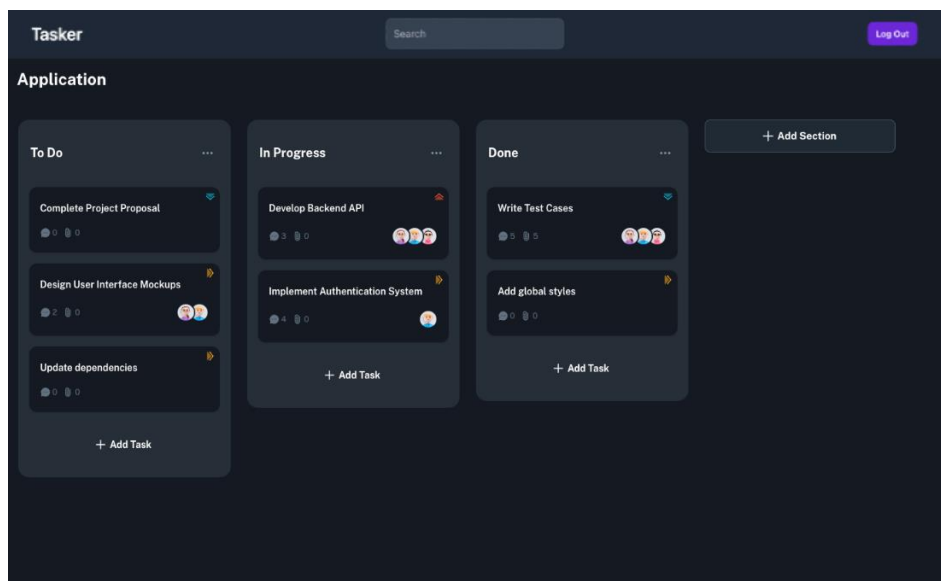 Tasker
Search
Log Out
Application
To Do
Complete Project Proposal
0 0
Design User Interface Mockups
2 0
Update dependencies
0 0
+ Add Task
In Progress
Develop Backend API
3 0
Implement Authentication System
4 0
+ Add Task
Done
Write Test Cases
5 5
Add global styles
0 0
+ Add Task
+ Add Section